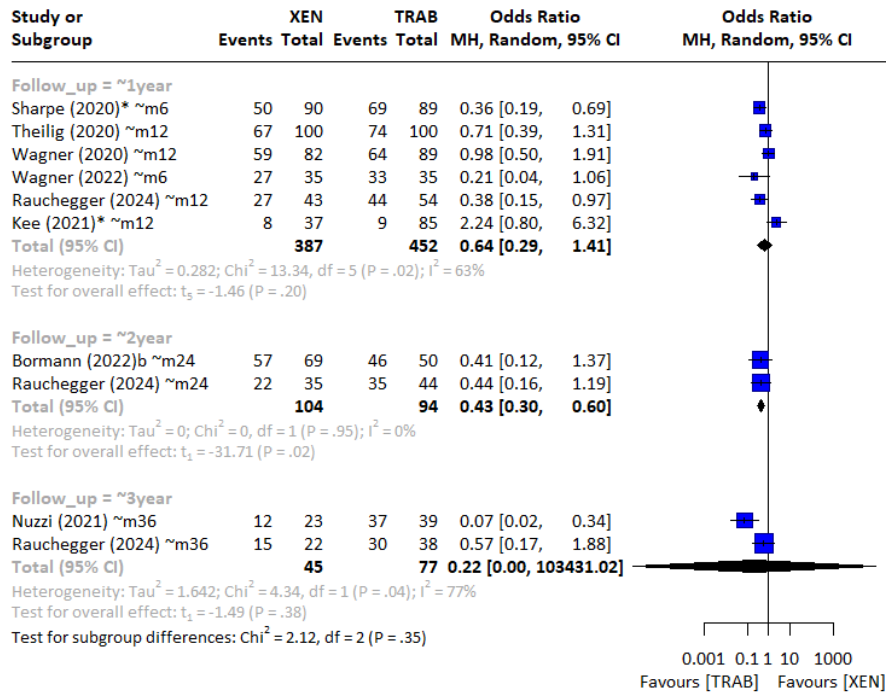 Study or XEN TRAB Odds Ratio Odds Ratio
Subgroup Events Total Events Total MH, Random, 95% CI MH, Random, 95% CI
Follow_up = ~1year
Sharpe (2020)* ~m6 50 90 69 89 0.36 [0.19, 0.69]
Theilig (2020) ~m12 67 100 74 100 0.71 [0.39, 1.31]
Wagner (2020) ~m12 59 82 64 89 0.98 [0.50, 1.91]
Wagner (2022) ~m6 27 35 33 35 0.21 [0.04, 1.06]
Rauchegger (2024) ~m12 27 43 44 54 0.38 [0.15, 0.97]
Kee (2021)* ~m12 8 37 9 85 2.24 [0.80, 6.32]
Total (95% CI) 387 452 0.64 [0.29, 1.41]
Heterogeneity: Tau² = 0.282; Chi² = 13.34, df = 5 (P = .02); I² = 63%
Test for overall effect: t₅ = -1.46 (P = .20)
Follow_up = ~2year
Bormann (2022)b ~m24 57 69 46 50 0.41 [0.12, 1.37]
Rauchegger (2024) ~m24 22 35 35 44 0.44 [0.16, 1.19]
Total (95% CI) 104 94 0.43 [0.30, 0.60]
Heterogeneity: Tau² = 0; Chi² = 0, df = 1 (P = .95); I² = 0%
Test for overall effect: t₁ = -31.71 (P = .02)
Follow_up = ~3year
Nuzzi (2021) ~m36 12 23 37 39 0.07 [0.02, 0.34]
Rauchegger (2024) ~m36 15 22 30 38 0.57 [0.17, 1.88]
Total (95% CI) 45 77 0.22 [0.00, 103431.02]
Heterogeneity: Tau² = 1.642; Chi² = 4.34, df = 1 (P = .04); I² = 77%
Test for overall effect: t₁ = -1.49 (P = .38)
Test for subgroup differences: Chi² = 2.12, df = 2 (P = .35)
0.001 0.1 1 10 1000
Favours [TRAB] Favours [XEN]